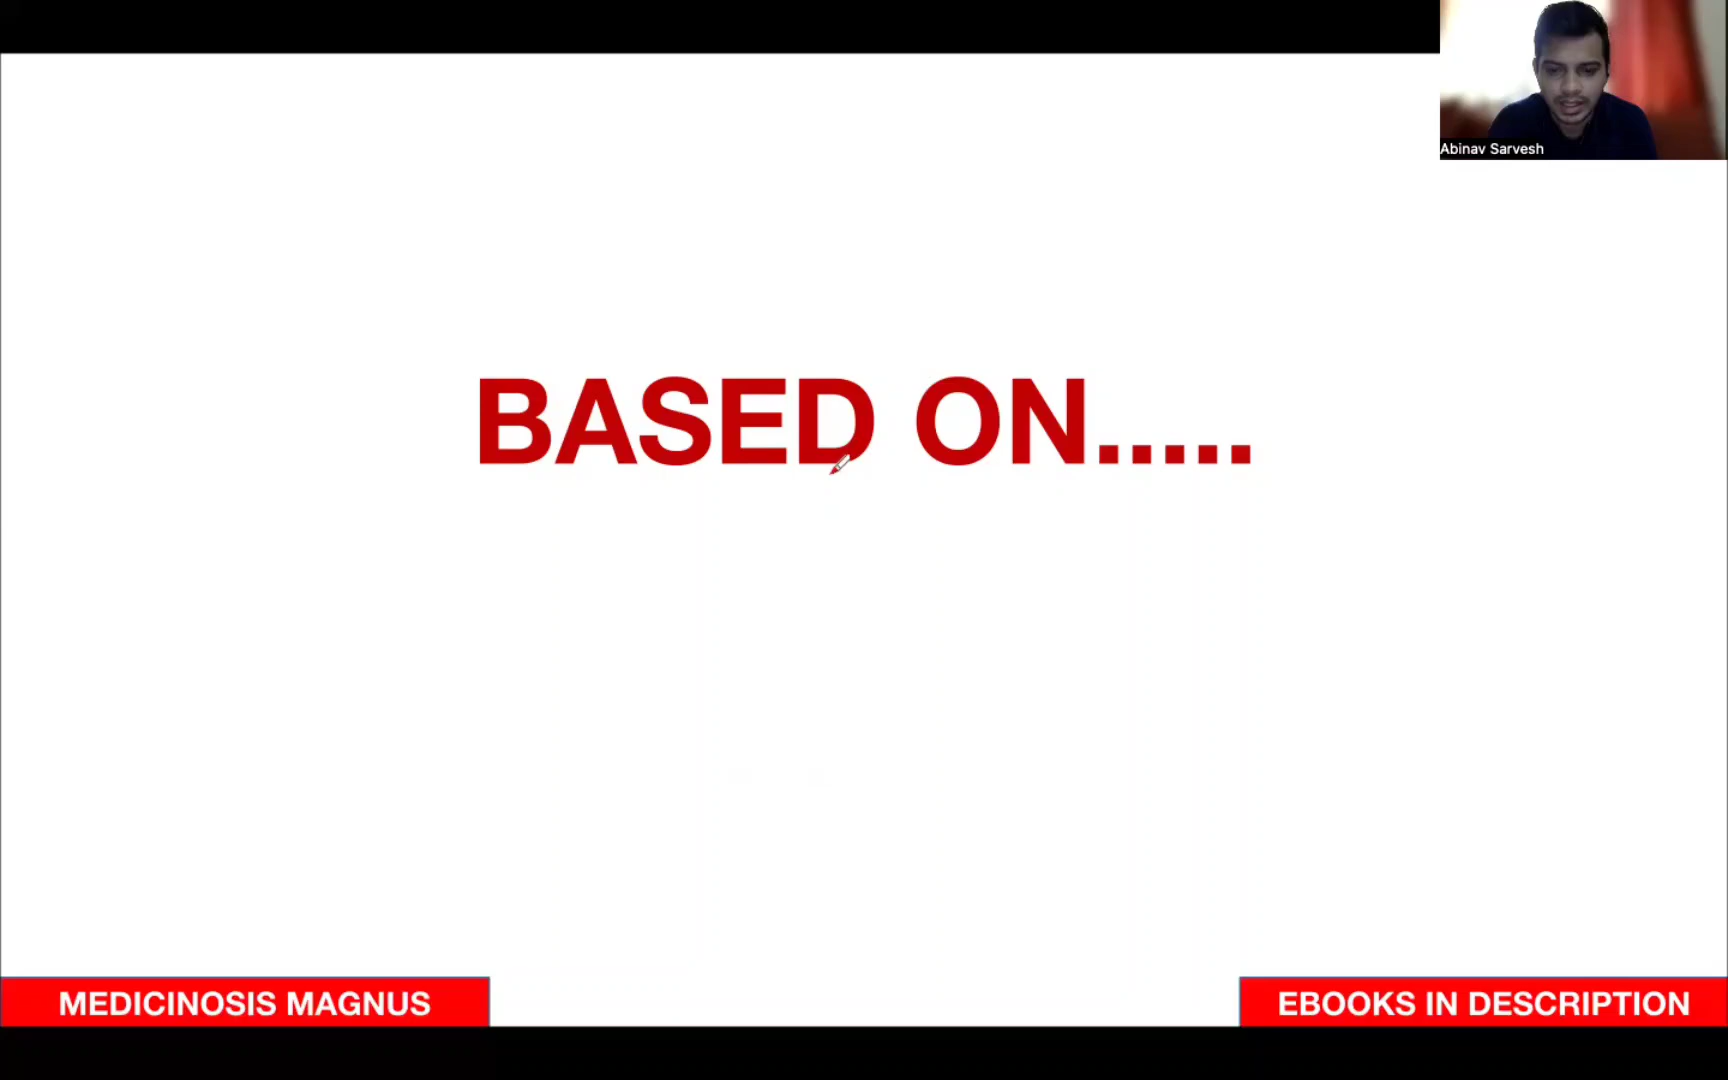 Abinav Sarvesh
BASED ON.....
MEDICINOSIS MAGNUS
EBOOKS IN DESCRIPTION